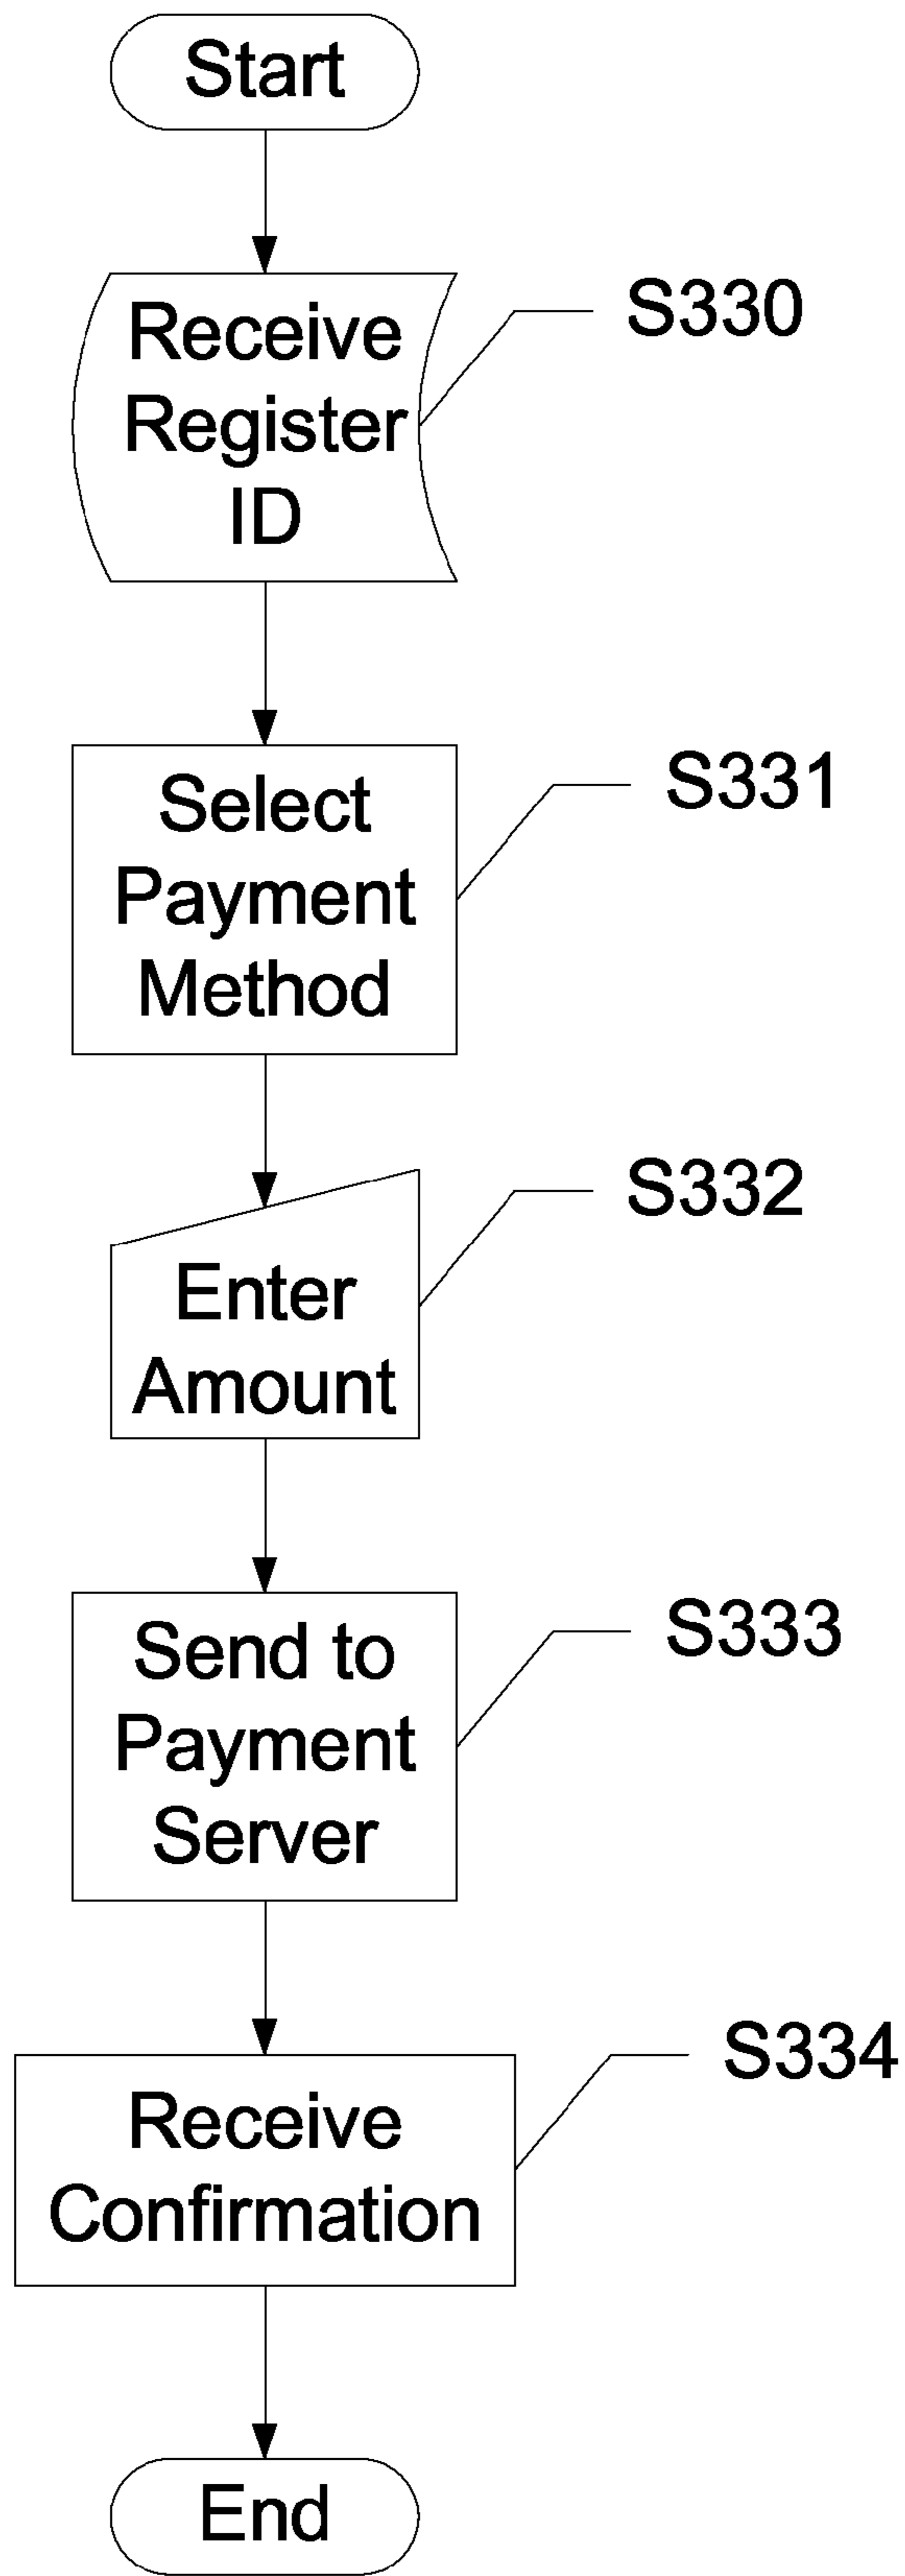 Start
Receive
Register
ID
S330
Select
Payment
Method
S331
Enter
Amount
S332
Send to
Payment
Server
S333
Receive
Confirmation
S334
End